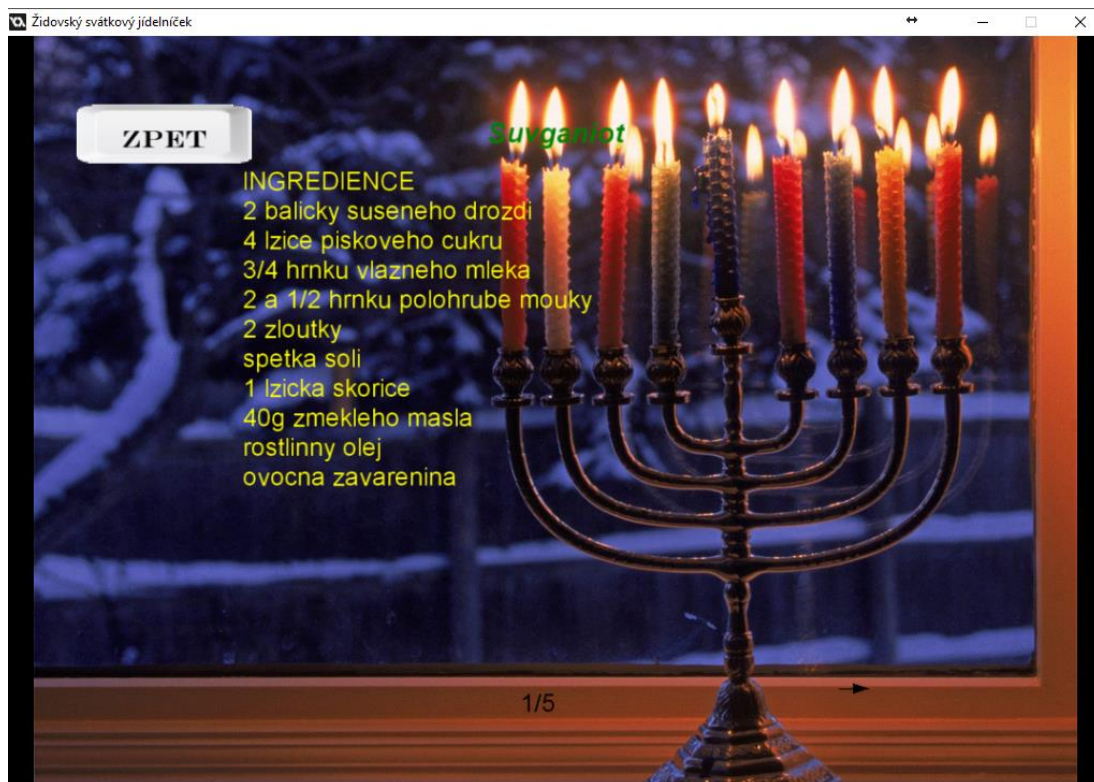 Židovský svátkový jídelníček
ZPET
Suvganiot
INGREDIENCE
2 balicky suseneho drozdi
4 lzice piskoveho cukru
3/4 hrnku vlazneho mleka
2 a 1/2 hrnku polohrube mouky
2 zloutky
spetka soli
1 lzicka skorice
40g zmekleho masla
rostlinny olej
ovocna zavarenina
1/5